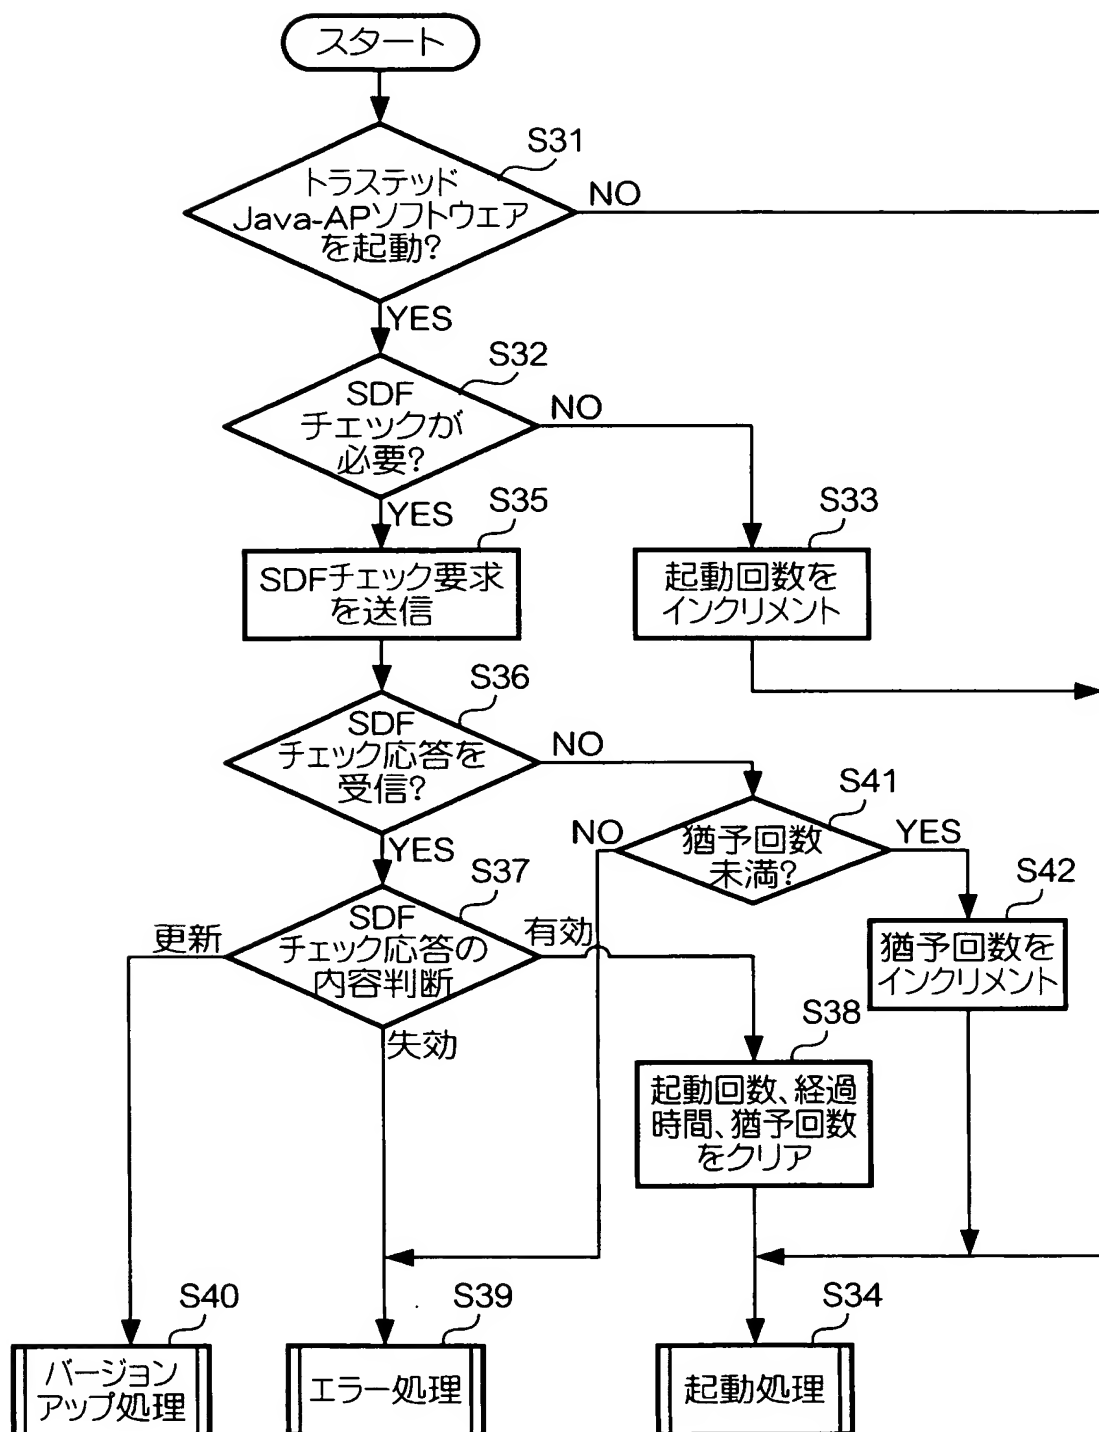 スタート
S31
トラステッド
Java-APソフトウェア
を起動?
NO
YES
S32
SDF
チェックが
必要?
NO
YES
S35
SDFチェック要求
を送信
S33
起動回数を
インクリメント
S36
SDF
チェック応答を
受信?
NO
YES
S41
猶予回数
未満?
NO
YES
S42
猶予回数を
インクリメント
S37
SDF
チェック応答の
内容判断
更新
有効
失効
S38
起動回数、経過
時間、猶予回数
をクリア
S40
バージョン
アップ処理
S39
エラー処理
S34
起動処理